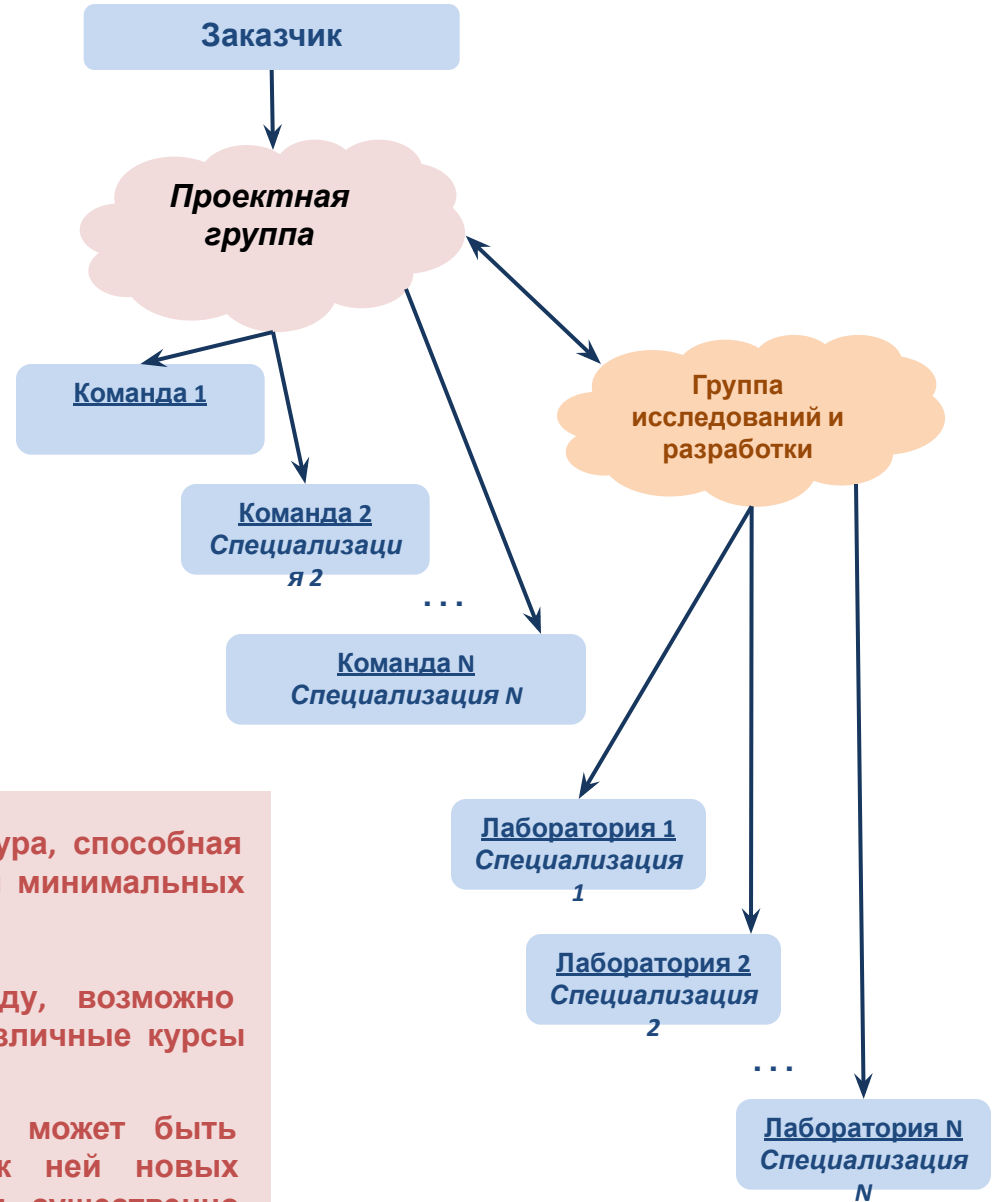 Заказчик
Проектная
группа
Команда 1
Группа
исследований и
разработки
Команда 2
Специализаци
я 2
...
Команда N
Специализация N
ура, способная
минимальных
ду, возможно
зличные курсы
может быть
к ней новых
существенно
Лаборатория 1
Специализация
1
Лаборатория 2
Специализация
2
...
Лаборатория N
Специализация
N